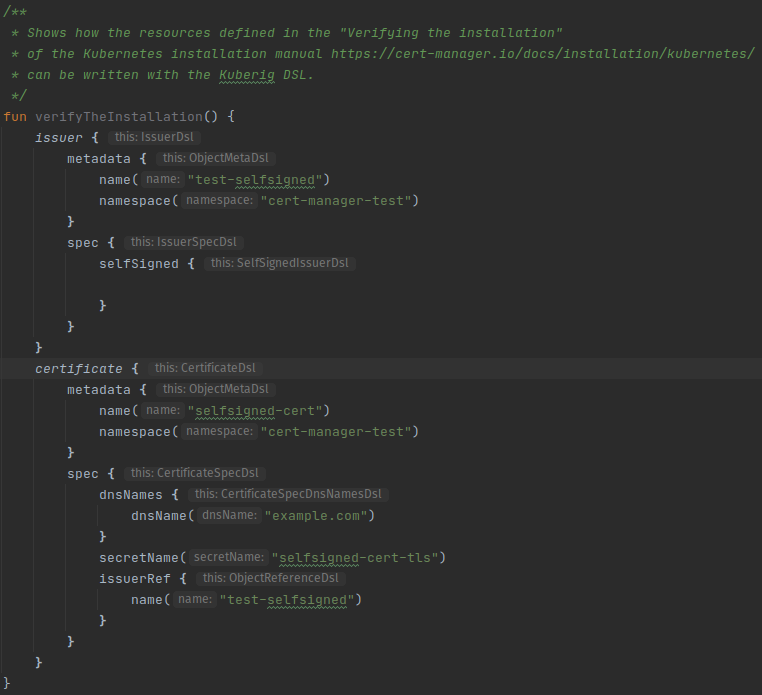 /**
 * Shows how the resources defined in the "Verifying the installation"
 * of the Kubernetes installation manual https://cert-manager.io/docs/installation/kubernetes/
 * can be written with the Kuberig DSL.
 */
fun verifyTheInstallation() {
    issuer { this: IssuerDsl
        metadata { this: ObjectMetaDsl
            name( name: "test-selfsigned")
            namespace( namespace: "cert-manager-test")
        }
        spec { this: IssuerSpecDsl
            selfSigned { this: SelfSignedIssuerDsl

            }
        }
    }
    certificate { this: CertificateDsl
        metadata { this: ObjectMetaDsl
            name( name: "selfsigned-cert")
            namespace( namespace: "cert-manager-test")
        }
        spec { this: CertificateSpecDsl
            dnsNames { this: CertificateSpecDnsNamesDsl
                dnsName( dnsName: "example.com")
            }
            secretName( secretName: "selfsigned-cert-tls")
            issuerRef { this: ObjectReferenceDsl
                name( name: "test-selfsigned")
            }
        }
    }
}